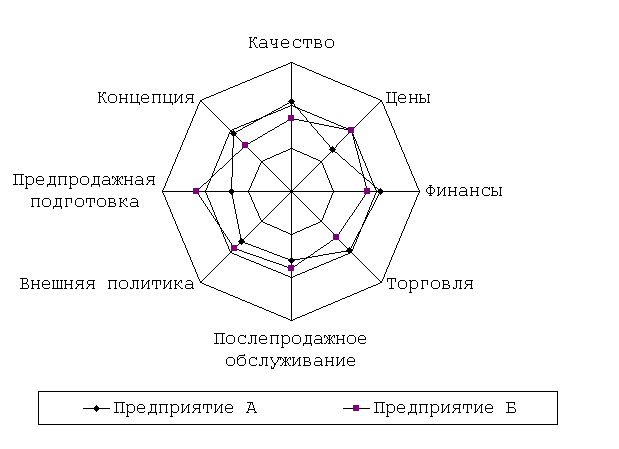 Качество
Концепция
Цены
Предпродажная
подготовка
Финансы
Внешняя политика
Торговля
Послепродажное
обслуживание
Предприятие А
Предприятие Б